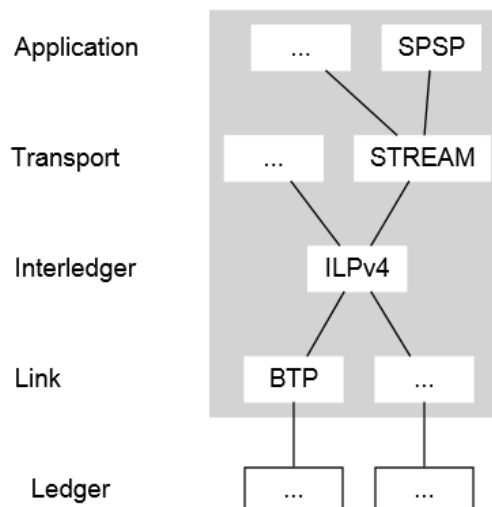 Application ... SPSP
Transport ... STREAM
Interledger ILPv4
Link BTP ...
Ledger ... ...